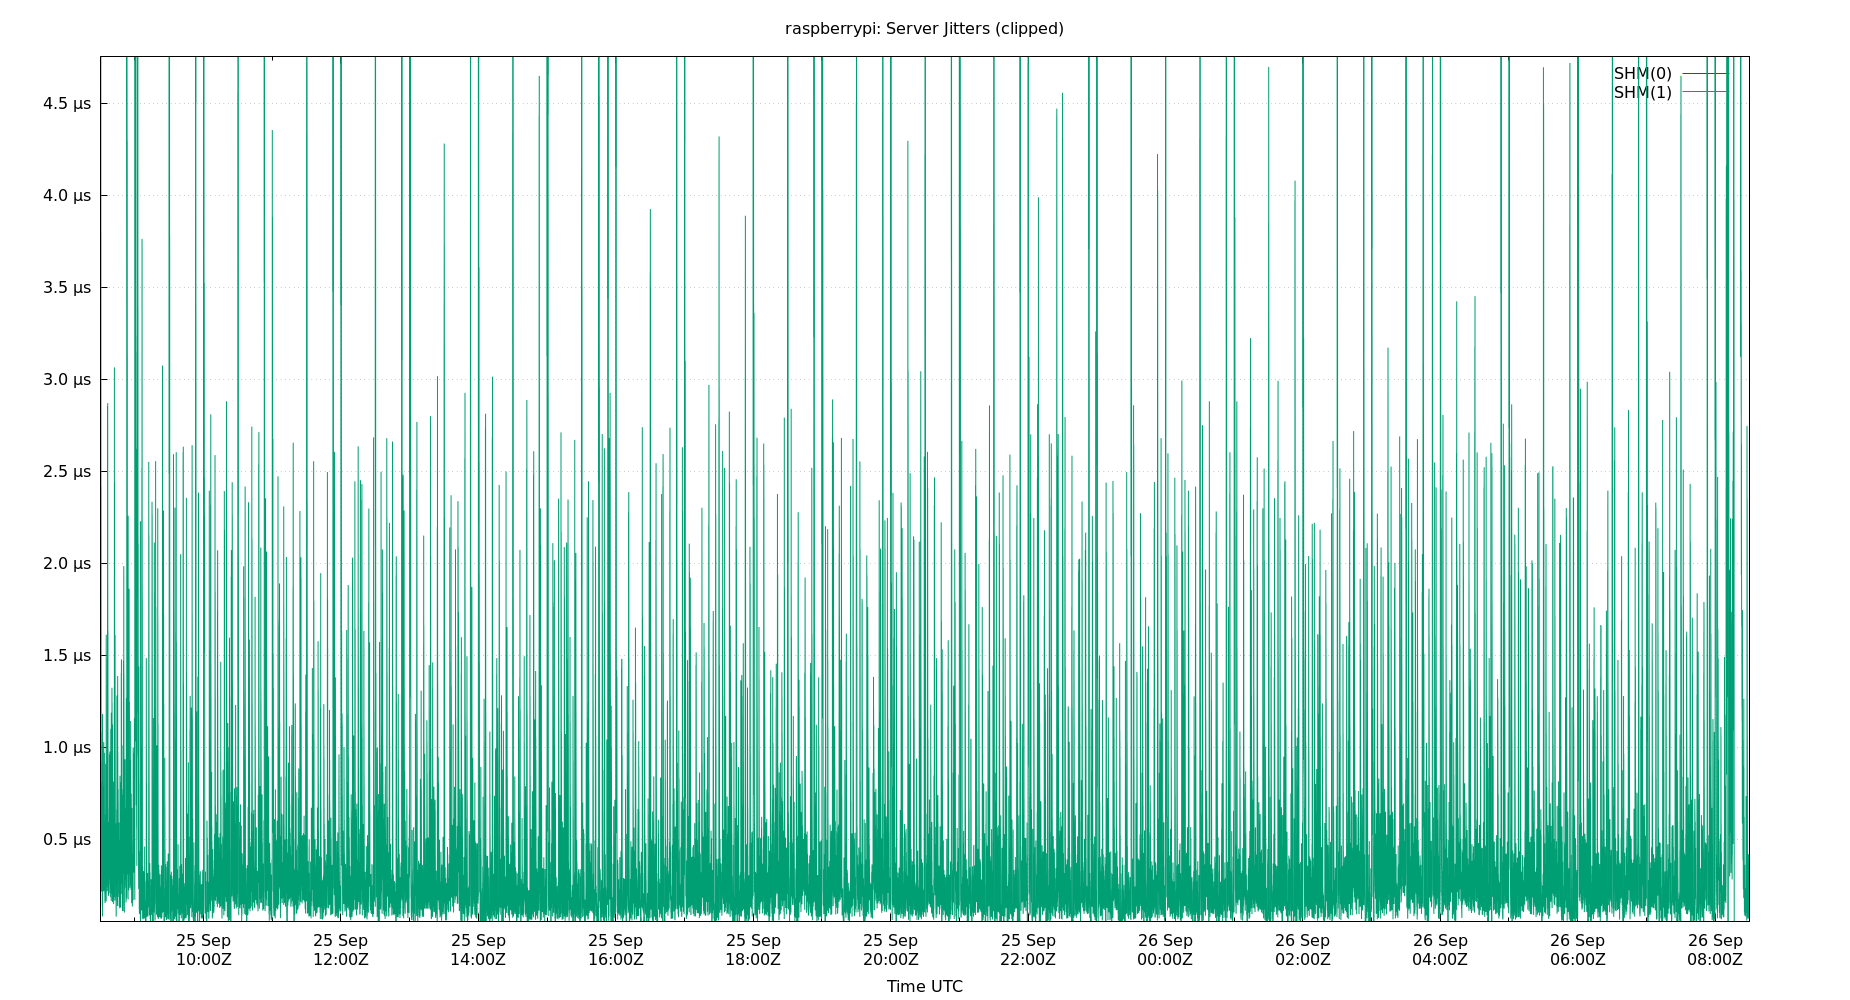 raspberrypi: Server Jitters (clipped)
SHM(0)
SHM(1)
4.5 μs
4.0 μs
3.5 μs
3.0 μs
2.5 μs
2.0 μs
1.5 μs
1.0 μs
0.5 μs
25 Sep 25 Sep 25 Sep 25 Sep 25 Sep 25 Sep 25 Sep 26 Sep 26 Sep 26 Sep 26 Sep 26 Sep
10:00Z 12:00Z 14:00Z 16:00Z 18:00Z 20:00Z 22:00Z 00:00Z 02:00Z 04:00Z 06:00Z 08:00Z
Time UTC